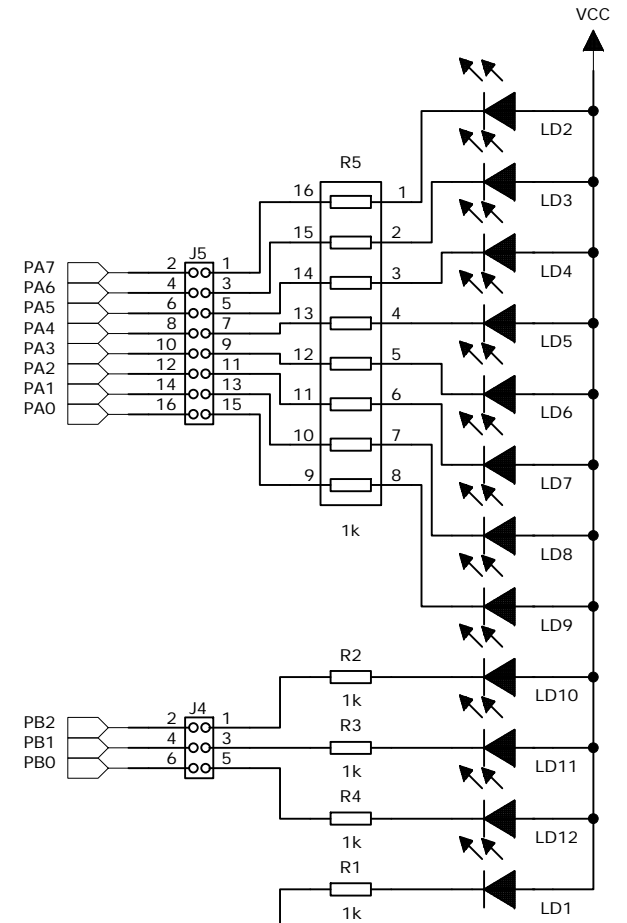 VCC
LD2
R5
16 1
LD3
15 2
J5
14 3
LD4
PA7 2 1
PA6 4 3
PA5 6 5
13 4
PA4 8 7
LD5
PA3 10 9
12 5
PA2 12 11
PA1 14 13
11 6
LD6
PA0 16 15
10 7
9 8
LD7
1k
LD8
LD9
R2
1k
LD10
J4
PB2 2 1
PB1 4 3
PB0 6 5
R3
1k
LD11
R4
1k
LD12
R1
1k
LD1